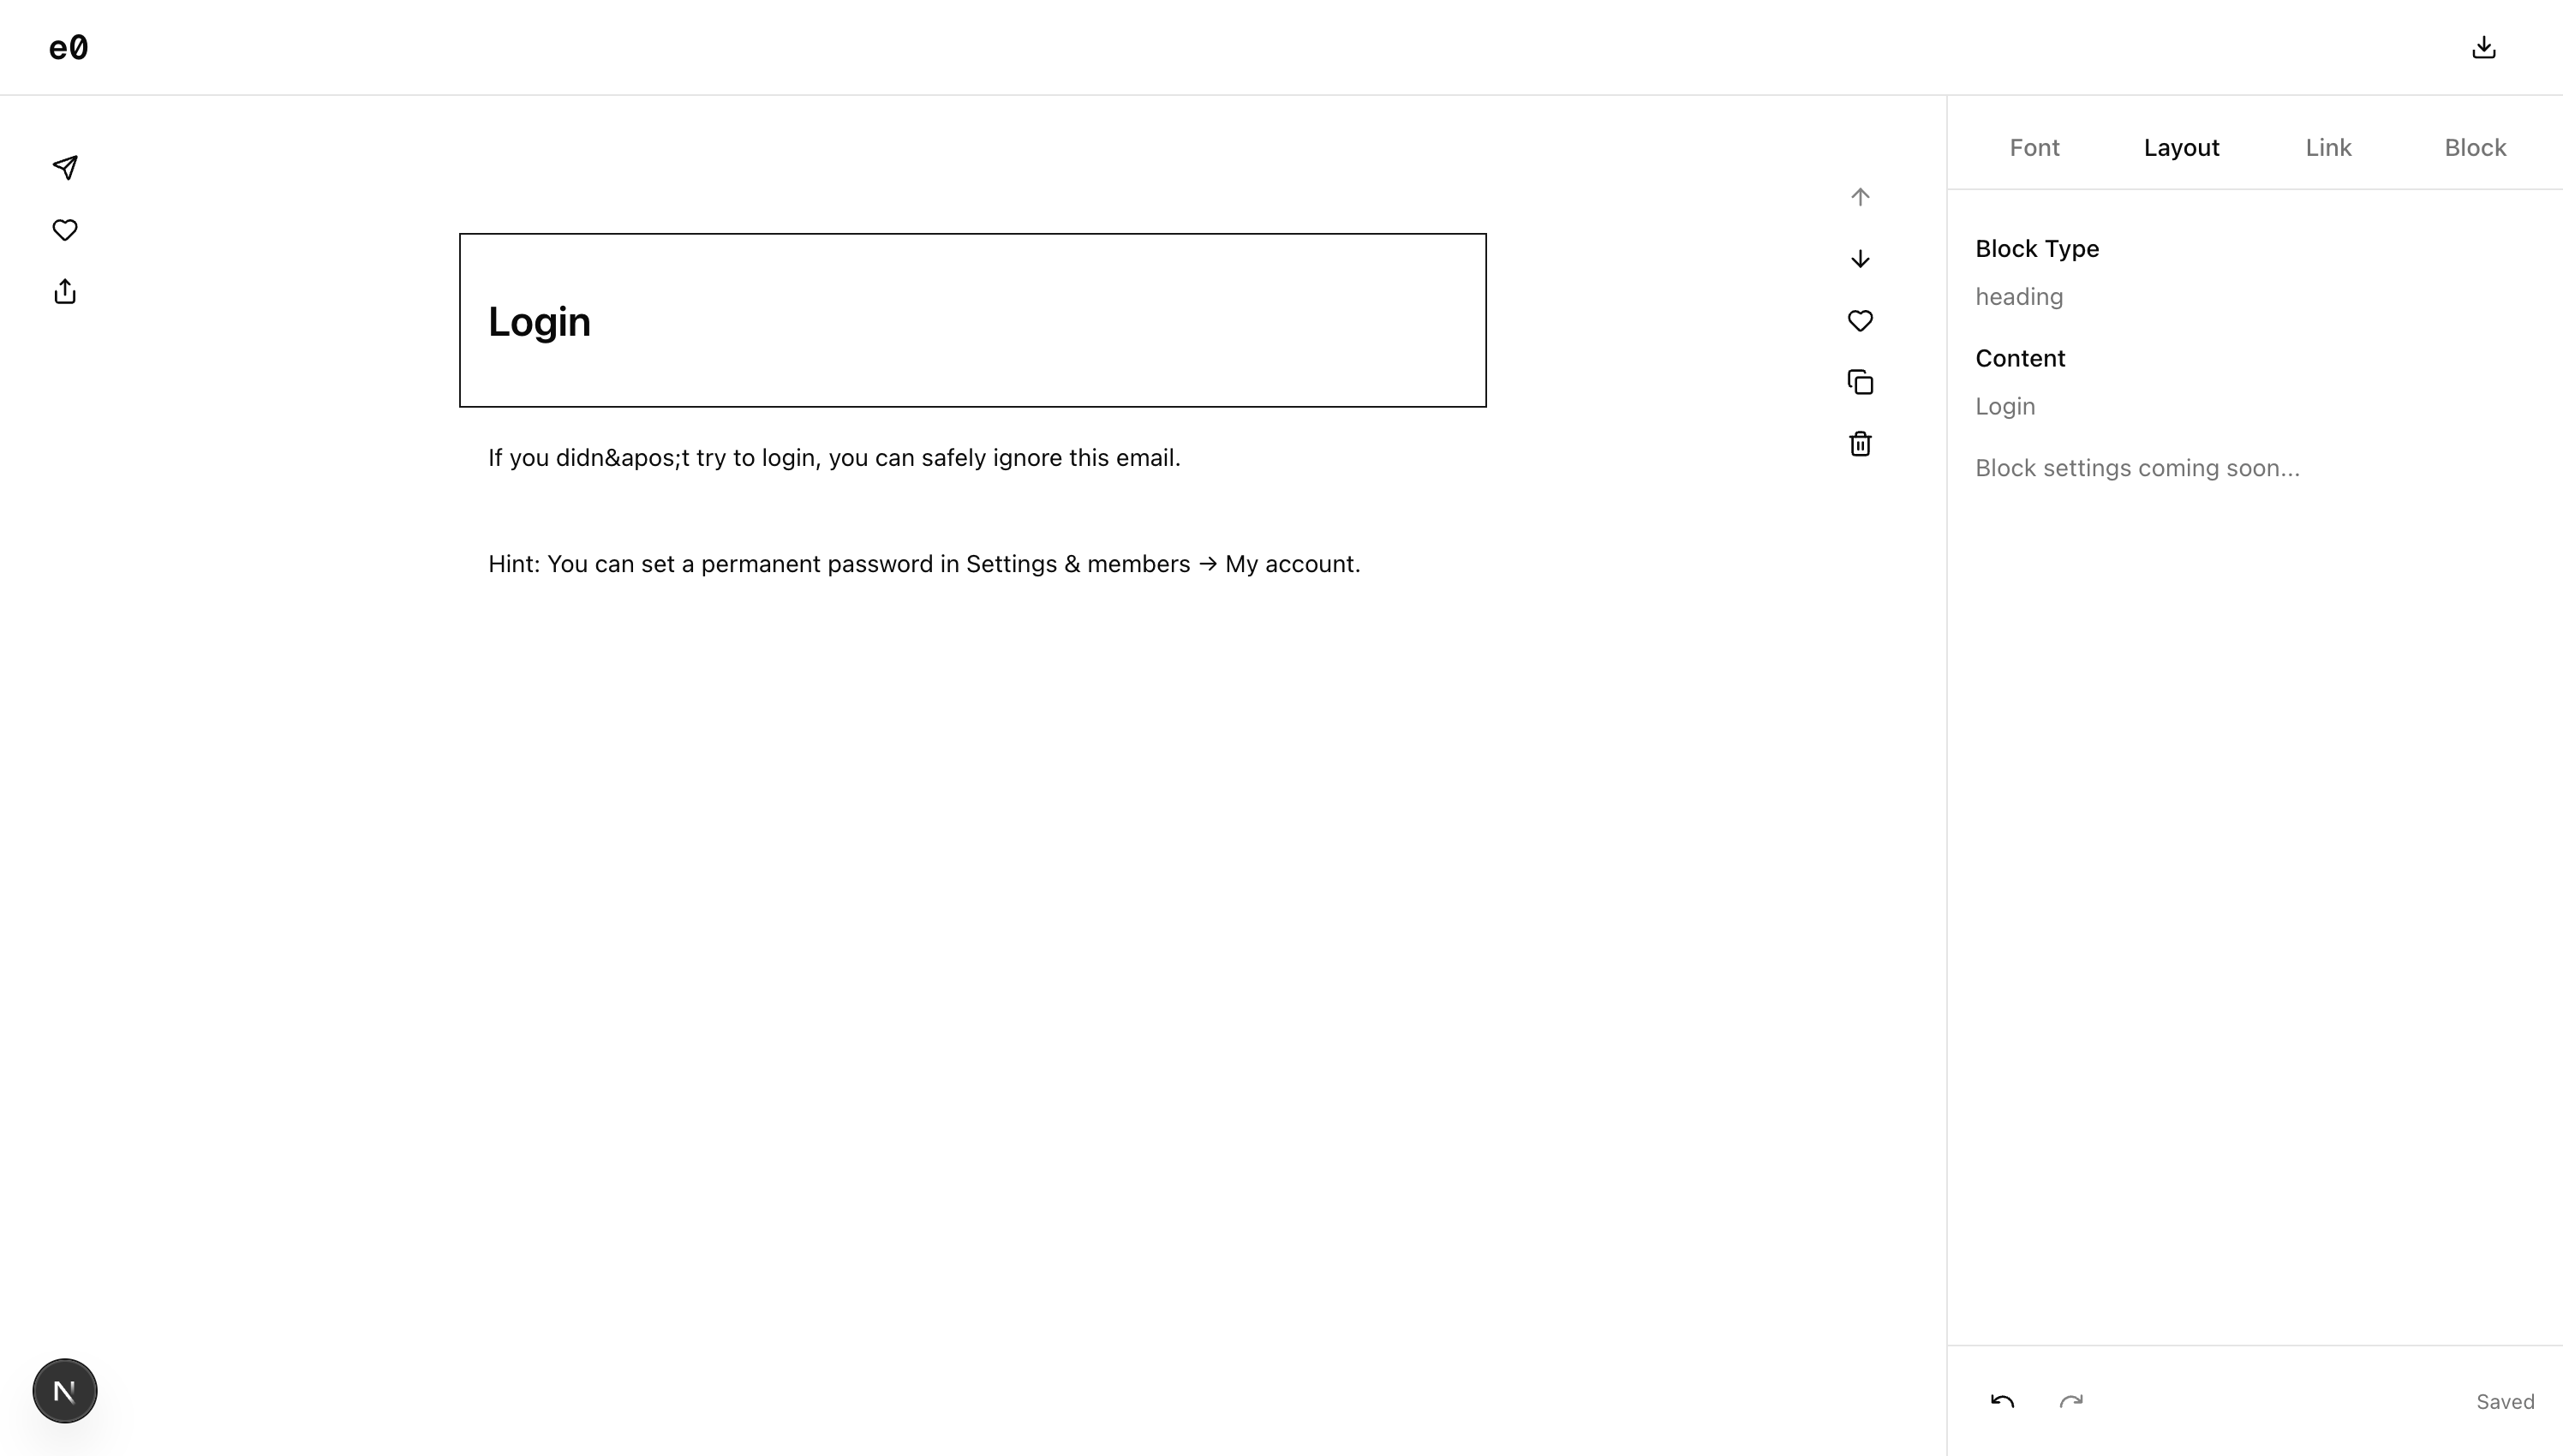 e0
Font Layout Link Block
Block Type
heading
Content
Login
Block settings coming soon...
Login
If you didn&apos;t try to login, you can safely ignore this email.
Hint: You can set a permanent password in Settings & members → My account.
N
Saved